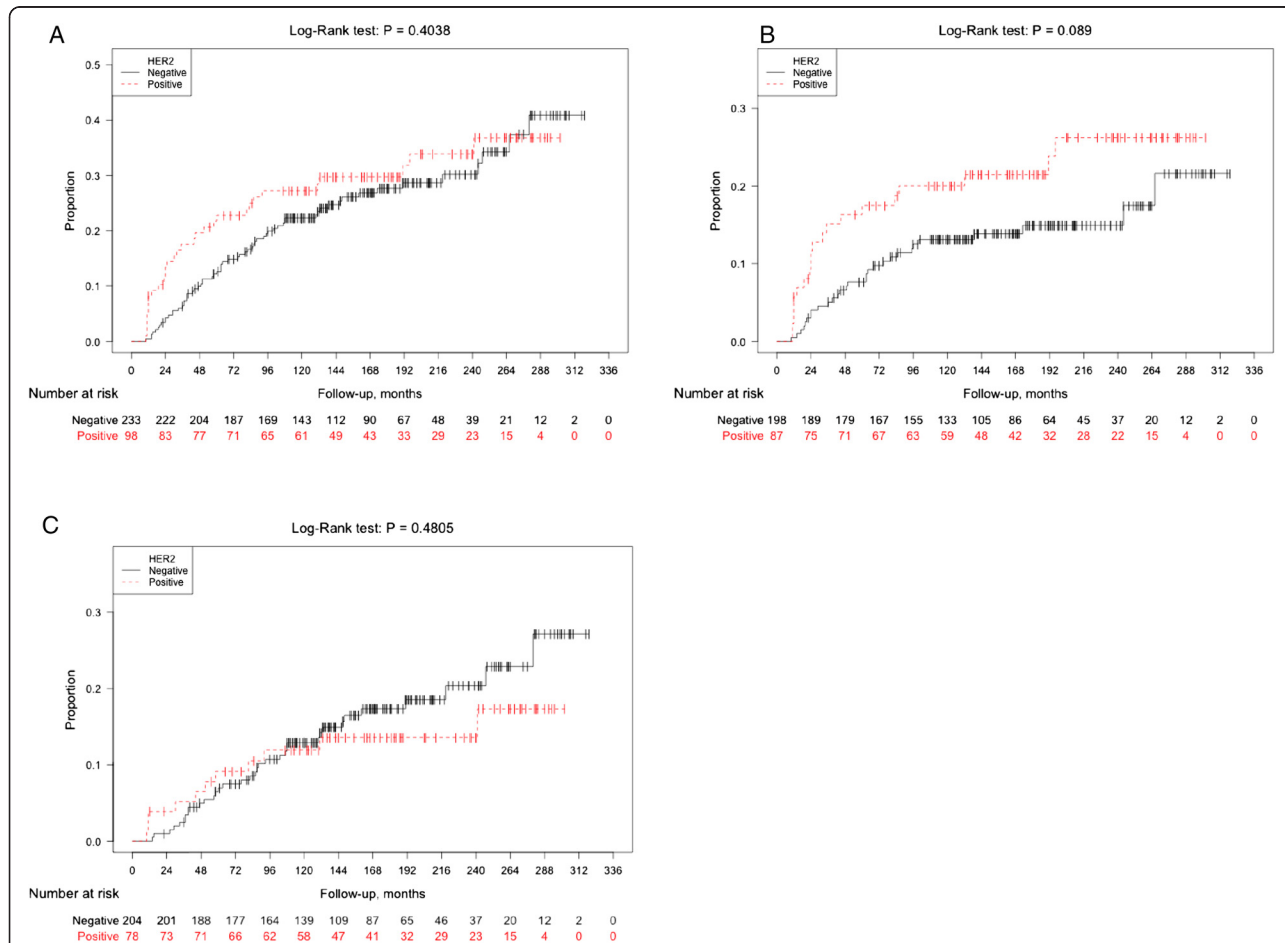 A
Log-Rank test: P = 0.4038
HER2
Negative
Positive
0.5
0.4
0.3
0.2
0.1
0.0
Proportion
0 24 48 72 96 120 144 168 192 216 240 264 288 312 336
Number at risk
Follow-up, months
Negative 233 222 204 187 169 143 112 90 67 48 39 21 12 2 0
Positive 98 83 77 71 65 61 49 43 33 29 23 15 4 0 0
B
Log-Rank test: P = 0.089
HER2
Negative
Positive
0.3
0.2
0.1
0.0
Proportion
0 24 48 72 96 120 144 168 192 216 240 264 288 312 336
Number at risk
Follow-up, months
Negative 198 189 179 167 155 133 105 86 64 45 37 20 12 2 0
Positive 87 75 71 67 63 59 48 42 32 28 22 15 4 0 0
C
Log-Rank test: P = 0.4805
HER2
Negative
Positive
0.3
0.2
0.1
0.0
Proportion
0 24 48 72 96 120 144 168 192 216 240 264 288 312 336
Number at risk
Follow-up, months
Negative 204 201 188 177 164 139 109 87 65 46 37 20 12 2 0
Positive 78 73 71 66 62 58 47 41 32 29 23 15 4 0 0